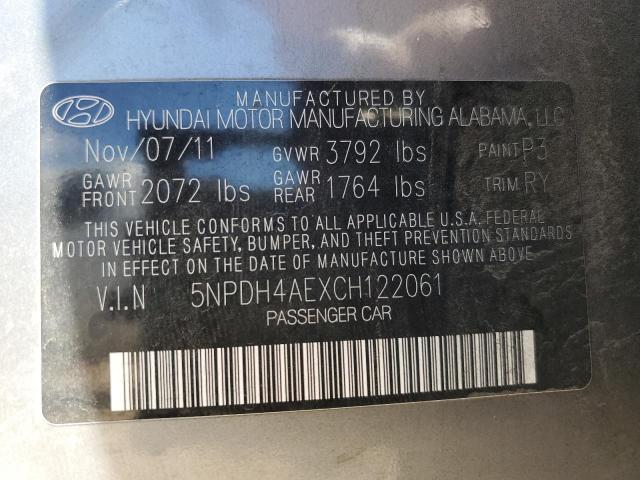 MANUFACTURED BY
HYUNDAI MOTOR MANUFACTURING ALABAMA, LLC
Nov/07/11 GVWR 3792 lbs PAINT P3
GAWR FRONT 2072 lbs GAWR REAR 1764 lbs TRIM RY
THIS VEHICLE CONFORMS TO ALL APPLICABLE U.S.A. FEDERAL
MOTOR VEHICLE SAFETY, BUMPER, AND THEFT PREVENTION STANDARDS
IN EFFECT ON THE DATE OF MANUFACTURE SHOWN ABOVE.
V.I.N 5NPDH4AEXCH122061
PASSENGER CAR